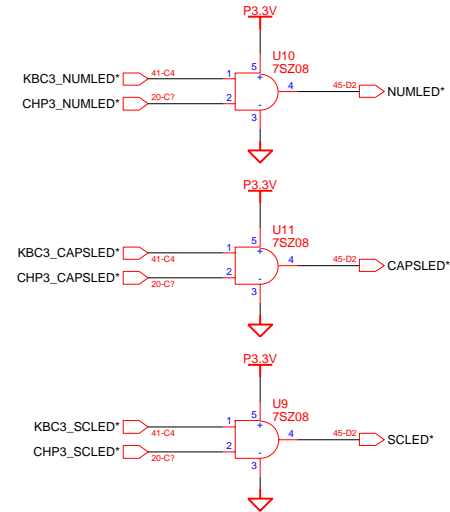 P3.3V
U10
7SZ08
KBC3_NUMLED* 41-C4 1 5 + 4 45-D2 NUMLED*
CHP3_NUMLED* 20-C? 2 - 3
P3.3V
U11
7SZ08
KBC3_CAPSLED* 41-C4 1 5 + 4 45-D2 CAPSLED*
CHP3_CAPSLED* 20-C? 2 - 3
P3.3V
U9
7SZ08
KBC3_SCLED* 41-C4 1 5 + 4 45-D2 SCLED*
CHP3_SCLED* 20-C? 2 - 3